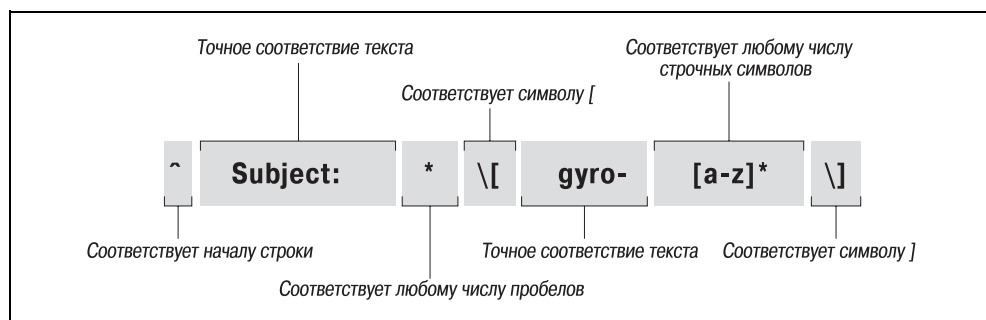 Точное соответствие текста
Соответствует любому числу
строчных символов
Соответствует символу [
^ Subject: * \[ gyro- [a-z]* \]
Соответствует началу строки
Точное соответствие текста
Соответствует символу ]
Соответствует любому числу пробелов